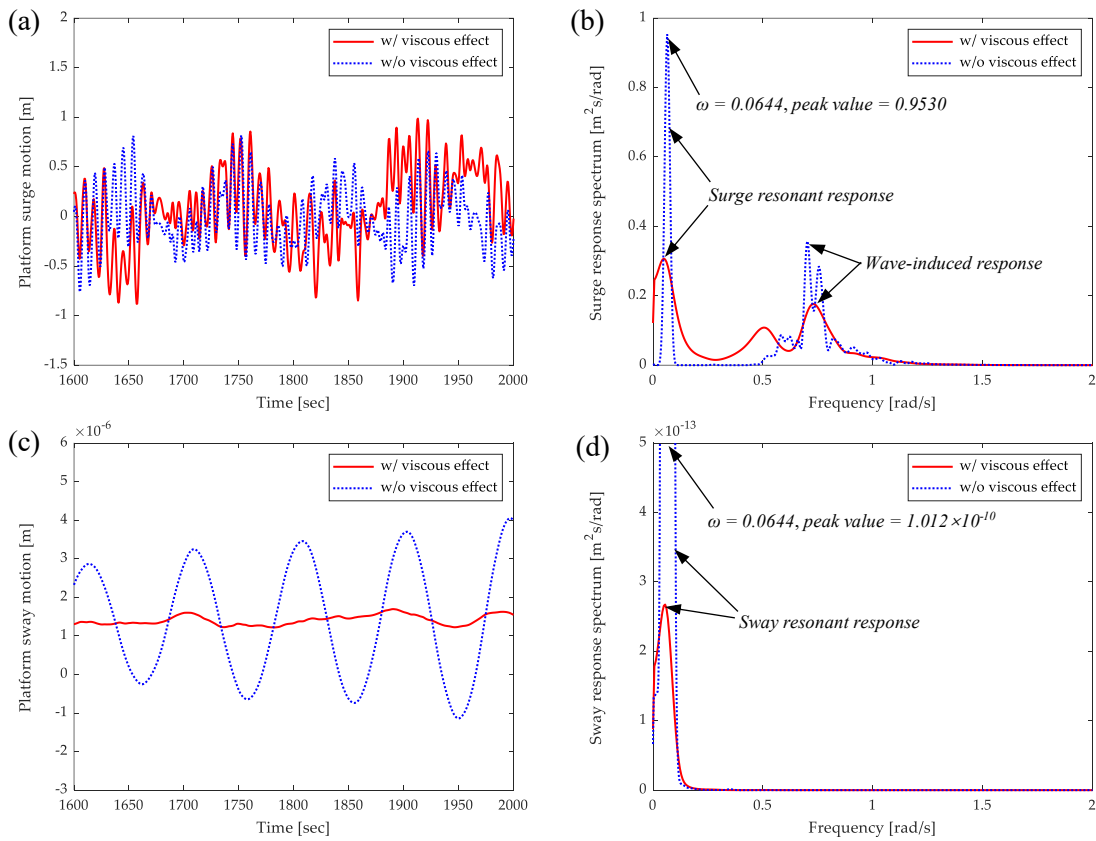 (a)
2
1.5
1
0.5
0
-0.5
-1
-1.5
Platform surge motion [m]
w/ viscous effect
w/o viscous effect
1600 1650 1700 1750 1800 1850 1900 1950 2000
Time [sec]
(b)
1
0.8
0.6
0.4
0.2
0
Surge response spectrum [m²s/rad]
w/ viscous effect
w/o viscous effect
ω = 0.0644, peak value = 0.9530
Surge resonant response
Wave-induced response
0 0.5 1 1.5 2
Frequency [rad/s]
(c)
×10⁻⁶
6
5
4
3
2
1
0
-1
-2
-3
Platform sway motion [m]
w/ viscous effect
w/o viscous effect
1600 1650 1700 1750 1800 1850 1900 1950 2000
Time [sec]
(d)
×10⁻¹³
5
4
3
2
1
0
Sway response spectrum [m²s/rad]
w/ viscous effect
w/o viscous effect
ω = 0.0644, peak value = 1.012×10⁻¹⁰
Sway resonant response
0 0.5 1 1.5 2
Frequency [rad/s]